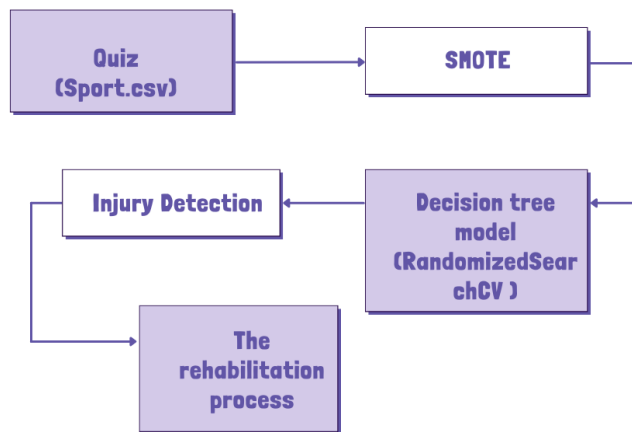 Quiz
(Sport.csv)
SMOTE
Injury Detection
Decision tree
model
(RandomizedSear
chCV )
The
rehabilitation
process